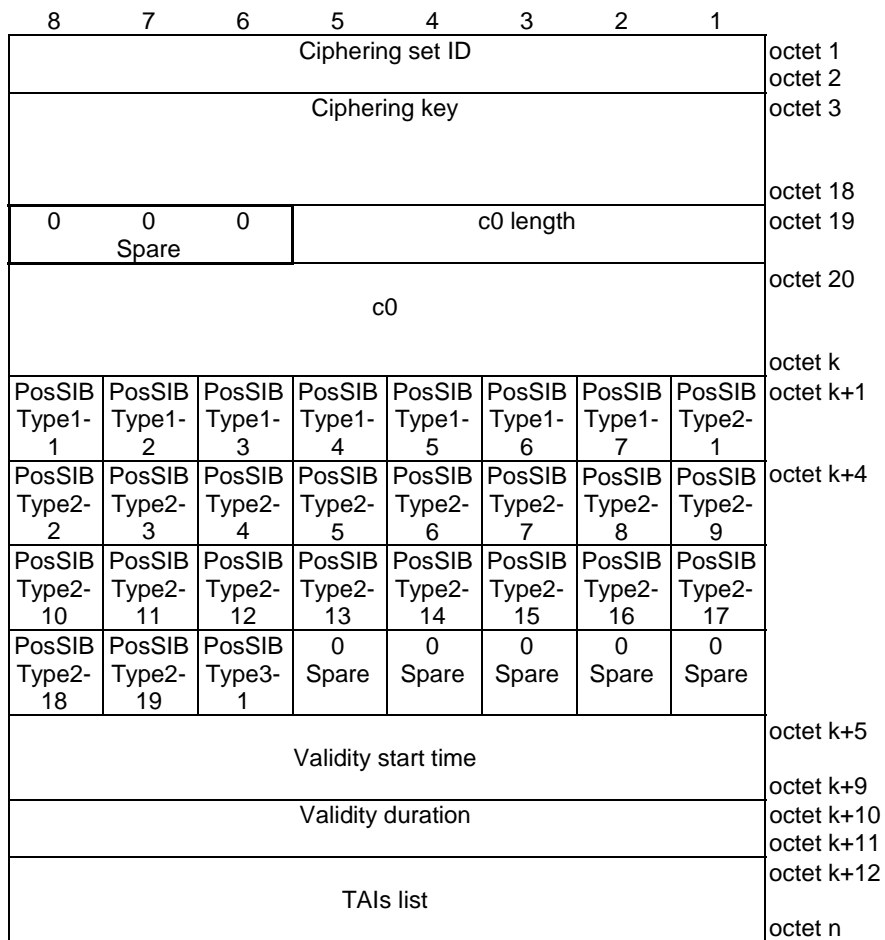 8 7 6 5 4 3 2 1
Ciphering set ID octet 1
octet 2
Ciphering key octet 3
octet 18
0 0 0 c0 length octet 19
Spare
octet 20
c0
octet k
PosSIB PosSIB PosSIB PosSIB PosSIB PosSIB PosSIB PosSIB octet k+1
Type1- Type1- Type1- Type1- Type1- Type1- Type1- Type2-
1 2 3 4 5 6 7 1
PosSIB PosSIB PosSIB PosSIB PosSIB PosSIB PosSIB PosSIB octet k+4
Type2- Type2- Type2- Type2- Type2- Type2- Type2- Type2-
2 3 4 5 6 7 8 9
PosSIB PosSIB PosSIB PosSIB PosSIB PosSIB PosSIB PosSIB
Type2- Type2- Type2- Type2- Type2- Type2- Type2- Type2-
10 11 12 13 14 15 16 17
PosSIB PosSIB PosSIB 0 0 0 0 0
Type2- Type2- Type3- Spare Spare Spare Spare Spare
18 19 1
octet k+5
Validity start time
octet k+9
Validity duration octet k+10
octet k+11
octet k+12
TAIs list
octet n